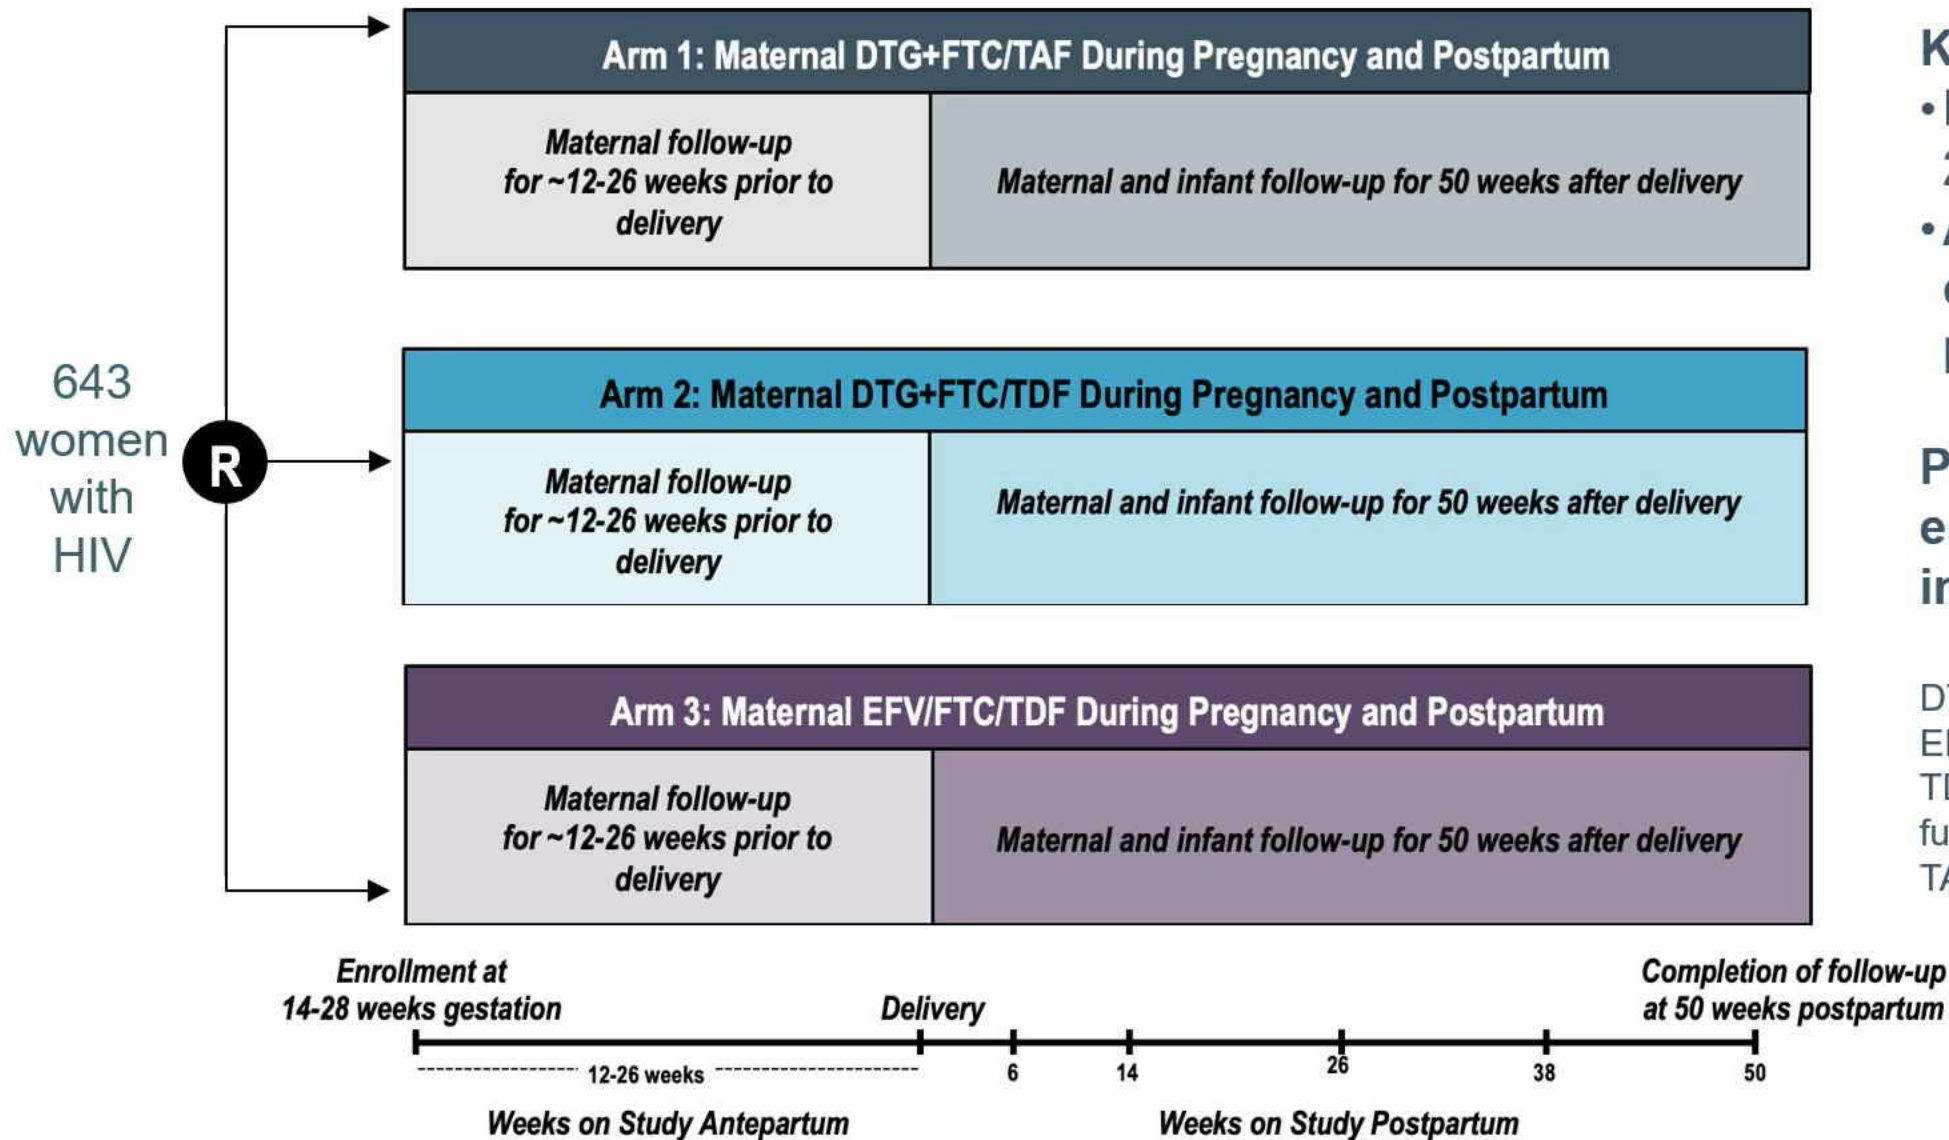 643
women
with
HIV
R
Arm 1: Maternal DTG+FTC/TAF During Pregnancy and Postpartum
Maternal follow-up
for ~12-26 weeks prior to
delivery
Maternal and infant follow-up for 50 weeks after delivery
Arm 2: Maternal DTG+FTC/TDF During Pregnancy and Postpartum
Maternal follow-up
for ~12-26 weeks prior to
delivery
Maternal and infant follow-up for 50 weeks after delivery
Arm 3: Maternal EFV/FTC/TDF During Pregnancy and Postpartum
Maternal follow-up
for ~12-26 weeks prior to
delivery
Maternal and infant follow-up for 50 weeks after delivery
Enrollment at
14-28 weeks gestation
Delivery
Completion of follow-up
at 50 weeks postpartum
12-26 weeks
6 14 26 38 50
Weeks on Study Antepartum
Weeks on Study Postpartum